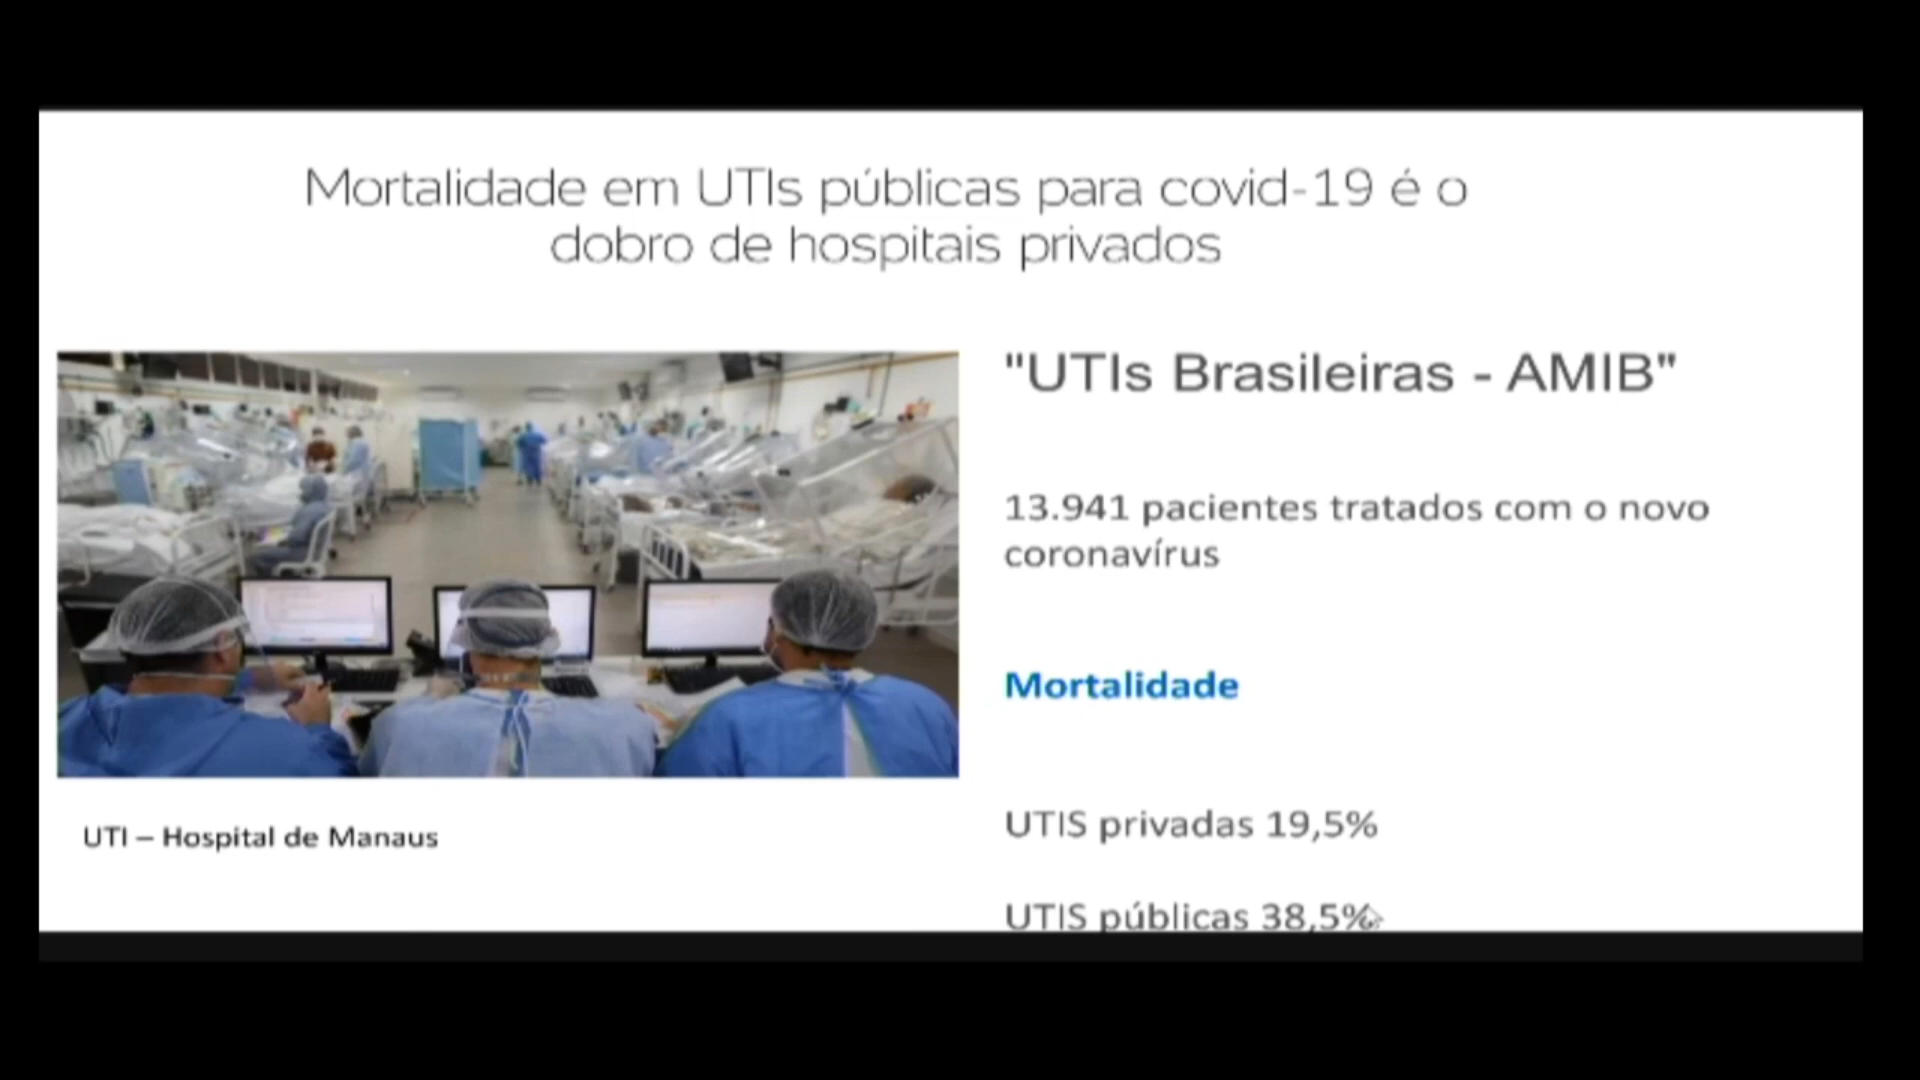 Mortalidade em UTIs públicas para covid-19 é o
dobro de hospitais privados
"UTIs Brasileiras - AMIB"
13.941 pacientes tratados com o novo
coronavírus
Mortalidade
UTIS privadas 19,5%
UTIS públicas 38,5%
UTI – Hospital de Manaus